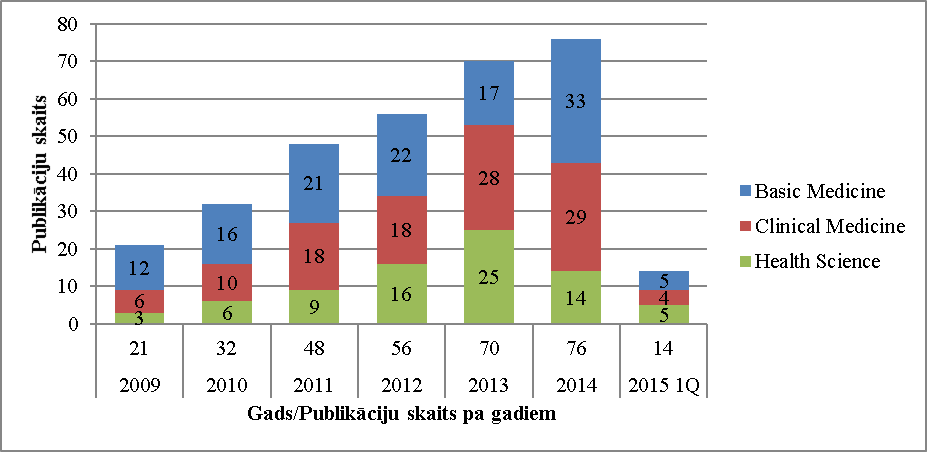 80
70
60
50
40
30
20
10
0
Publikāciju skaits
12 16 21 22 17 33 5
6 10 18 18 28 29 4
3 6 9 16 25 14 5
21 32 48 56 70 76 14
2009 2010 2011 2012 2013 2014 2015 1Q
Gads/Publikāciju skaits pa gadiem
Basic Medicine
Clinical Medicine
Health Science